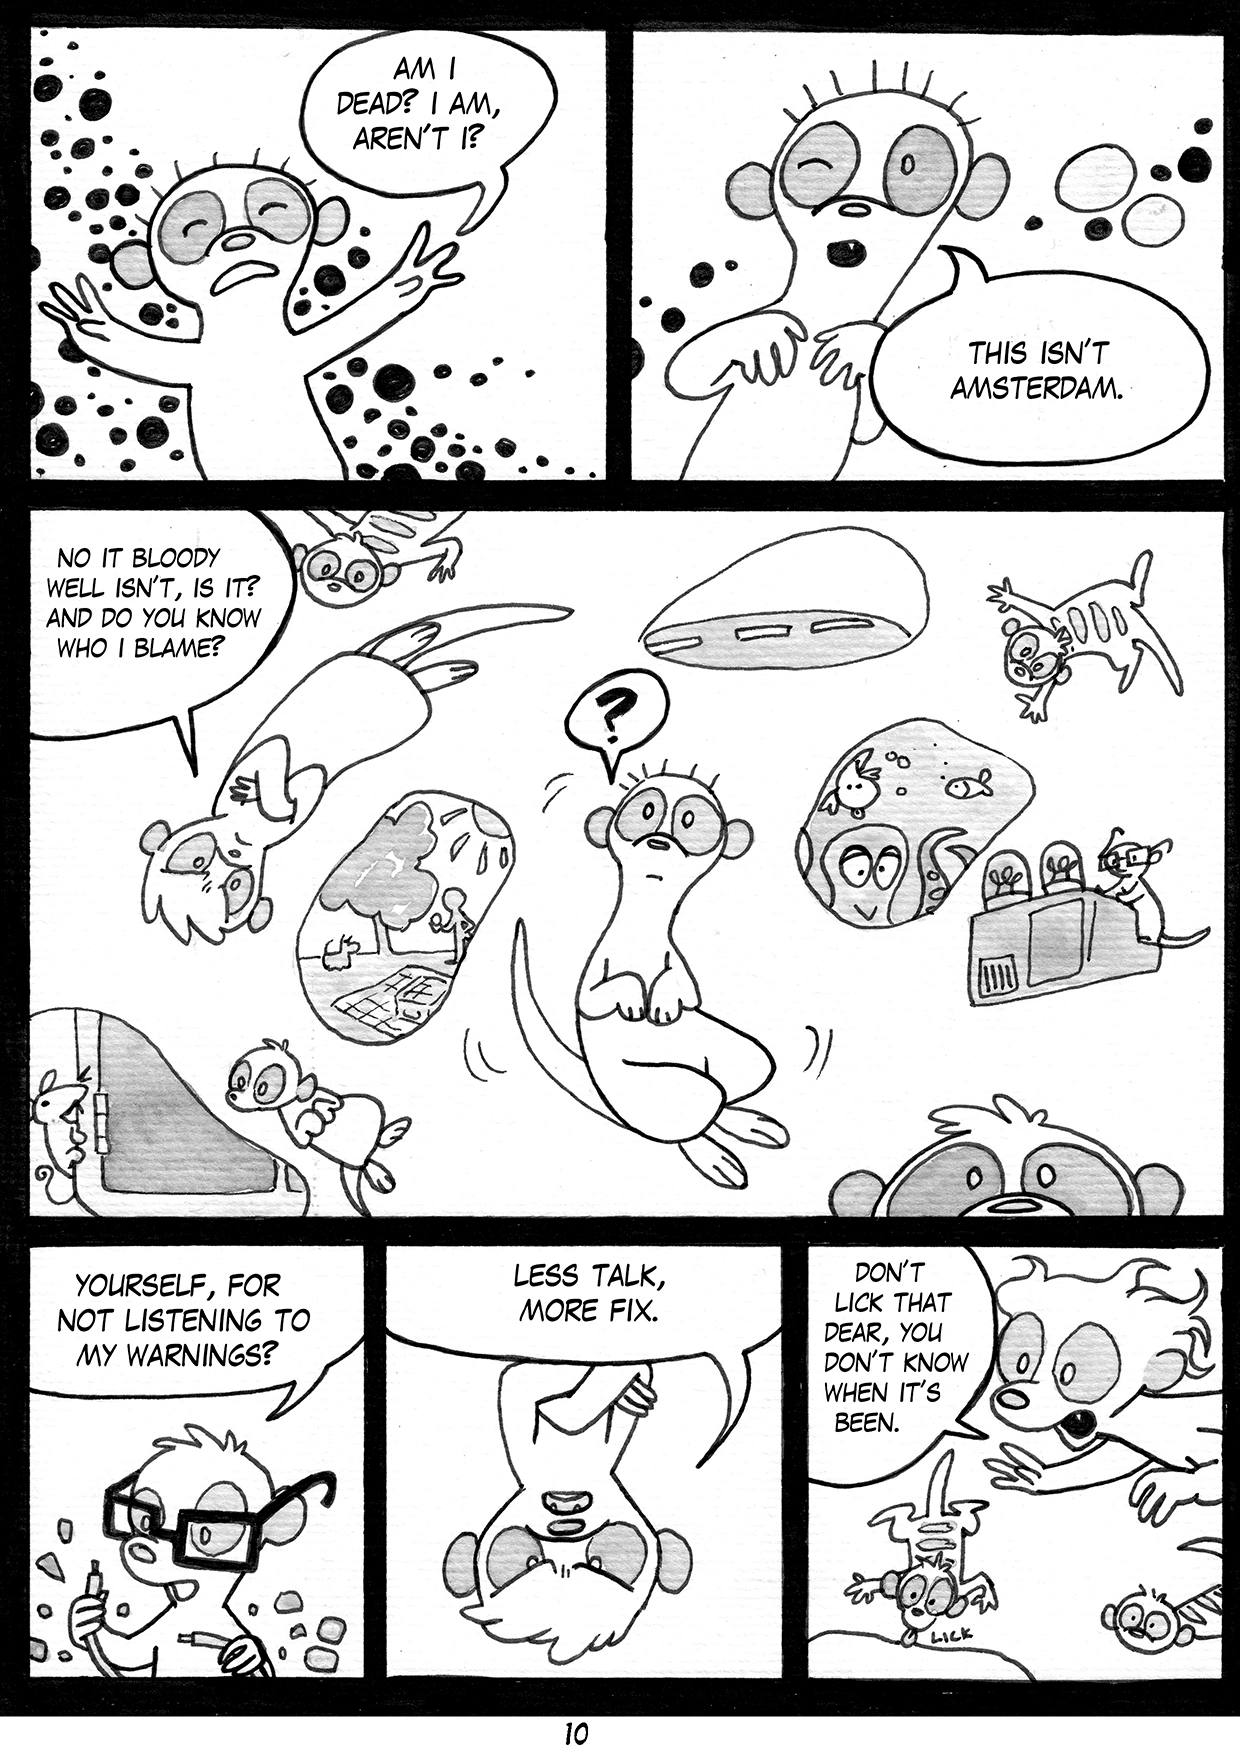 AM I
DEAD? I AM,
AREN'T I?
THIS ISN'T
AMSTERDAM.
NO IT BLOODY
WELL ISN'T, IS IT?
AND DO YOU KNOW
WHO I BLAME?
?
YOURSELF, FOR
NOT LISTENING TO
MY WARNINGS?
LESS TALK,
MORE FIX.
DON'T
LICK THAT
DEAR, YOU
DON'T KNOW
WHEN IT'S
BEEN.
LICK
10